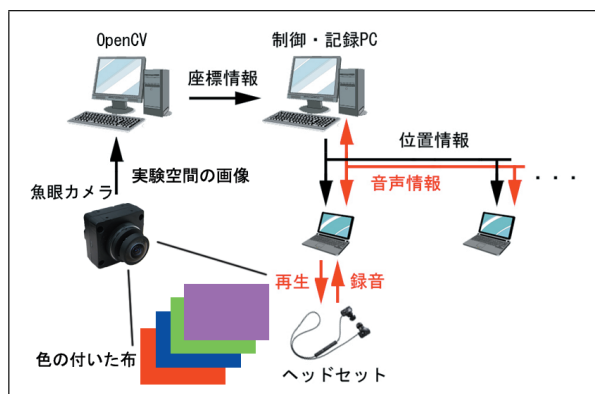 OpenCV
制御・記録PC
座標情報
位置情報
実験空間の画像
音声情報
・・・
魚眼カメラ
再生
録音
色の付いた布
ヘッドセット